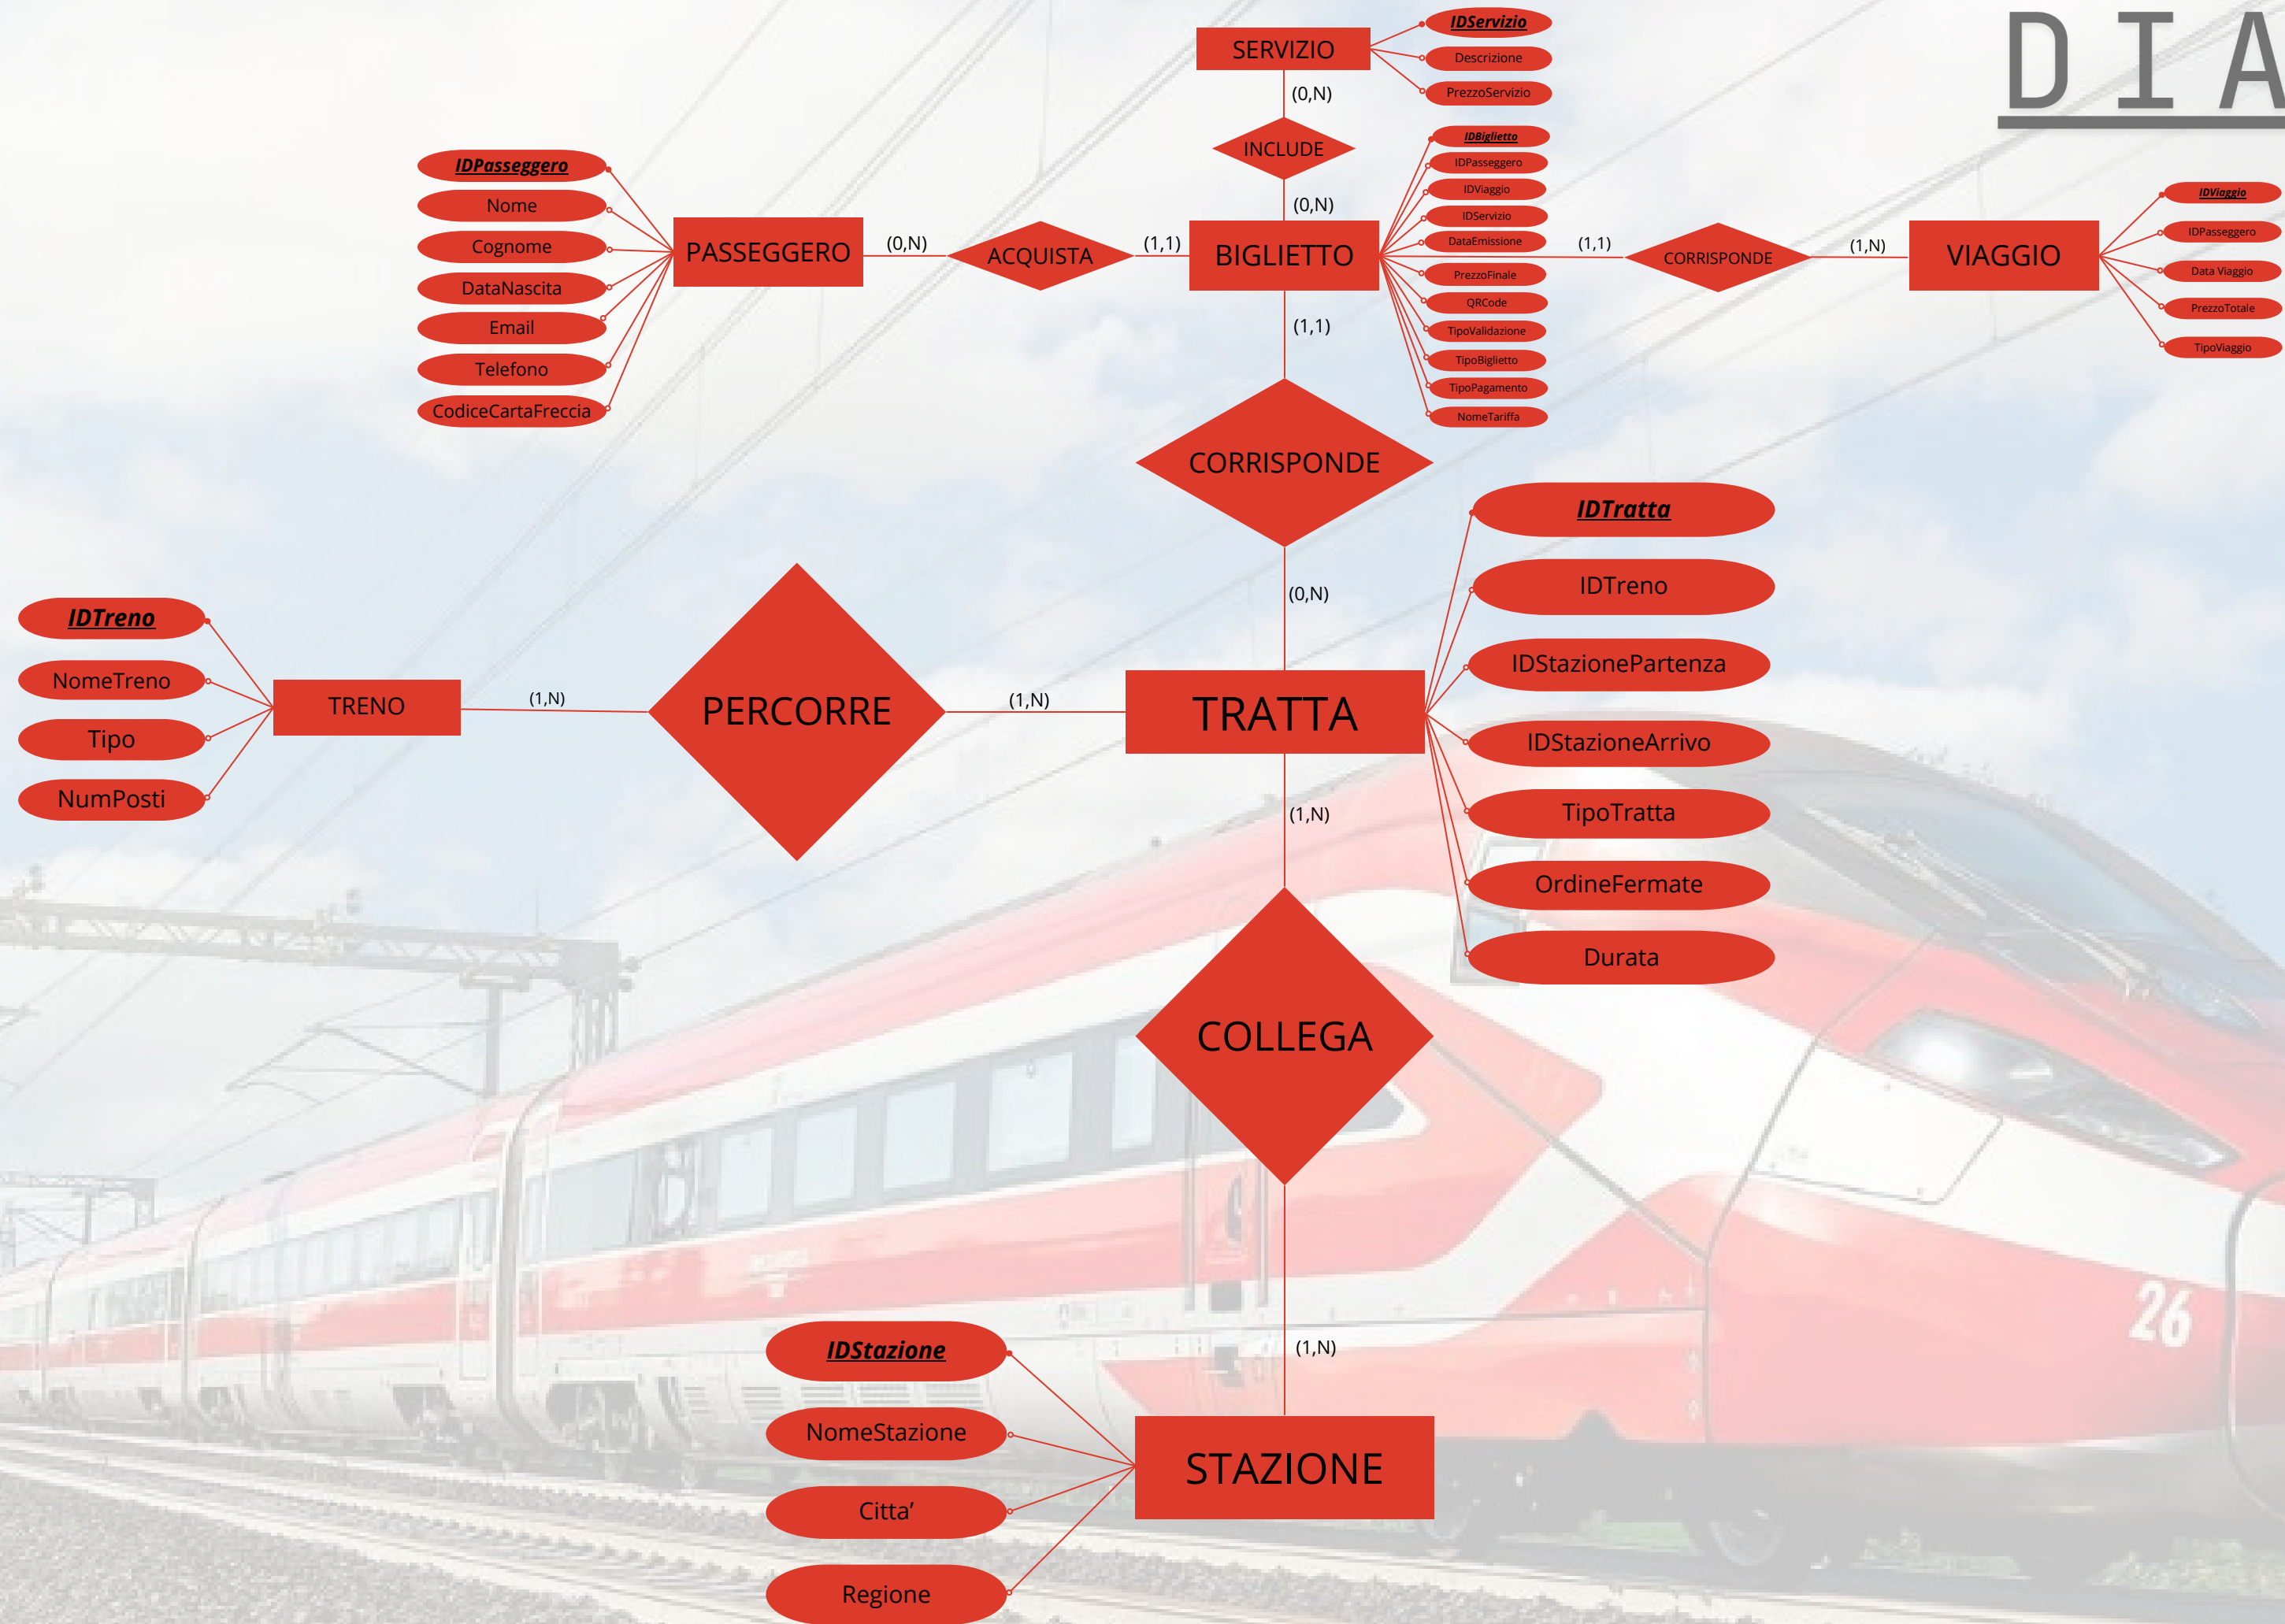 DIA
SERVIZIO
IDServizio
Descrizione
PrezzoServizio
(0,N)
INCLUDE
(0,N)
IDPasseggero
Nome
Cognome
DataNascita
Email
Telefono
CodiceCartaFreccia
PASSEGGERO
(0,N)
ACQUISTA
(1,1)
BIGLIETTO
IDBiglietto
IDPasseggero
IDViaggio
IDServizio
DataEmissione
PrezzoFinale
QRCode
TipoValidazione
TipoBiglietto
TipoPagamento
NomeTariffa
(1,1)
CORRISPONDE
(1,N)
VIAGGIO
IDViaggio
IDPasseggero
Data Viaggio
PrezzoTotale
TipoViaggio
(1,1)
CORRISPONDE
(0,N)
IDTreno
NomeTreno
Tipo
NumPosti
TRENO
(1,N)
PERCORRE
(1,N)
TRATTA
IDTratta
IDTreno
IDStazionePartenza
IDStazioneArrivo
TipoTratta
OrdineFermate
Durata
(1,N)
COLLEGA
(1,N)
26
IDStazione
NomeStazione
Citta’
Regione
STAZIONE